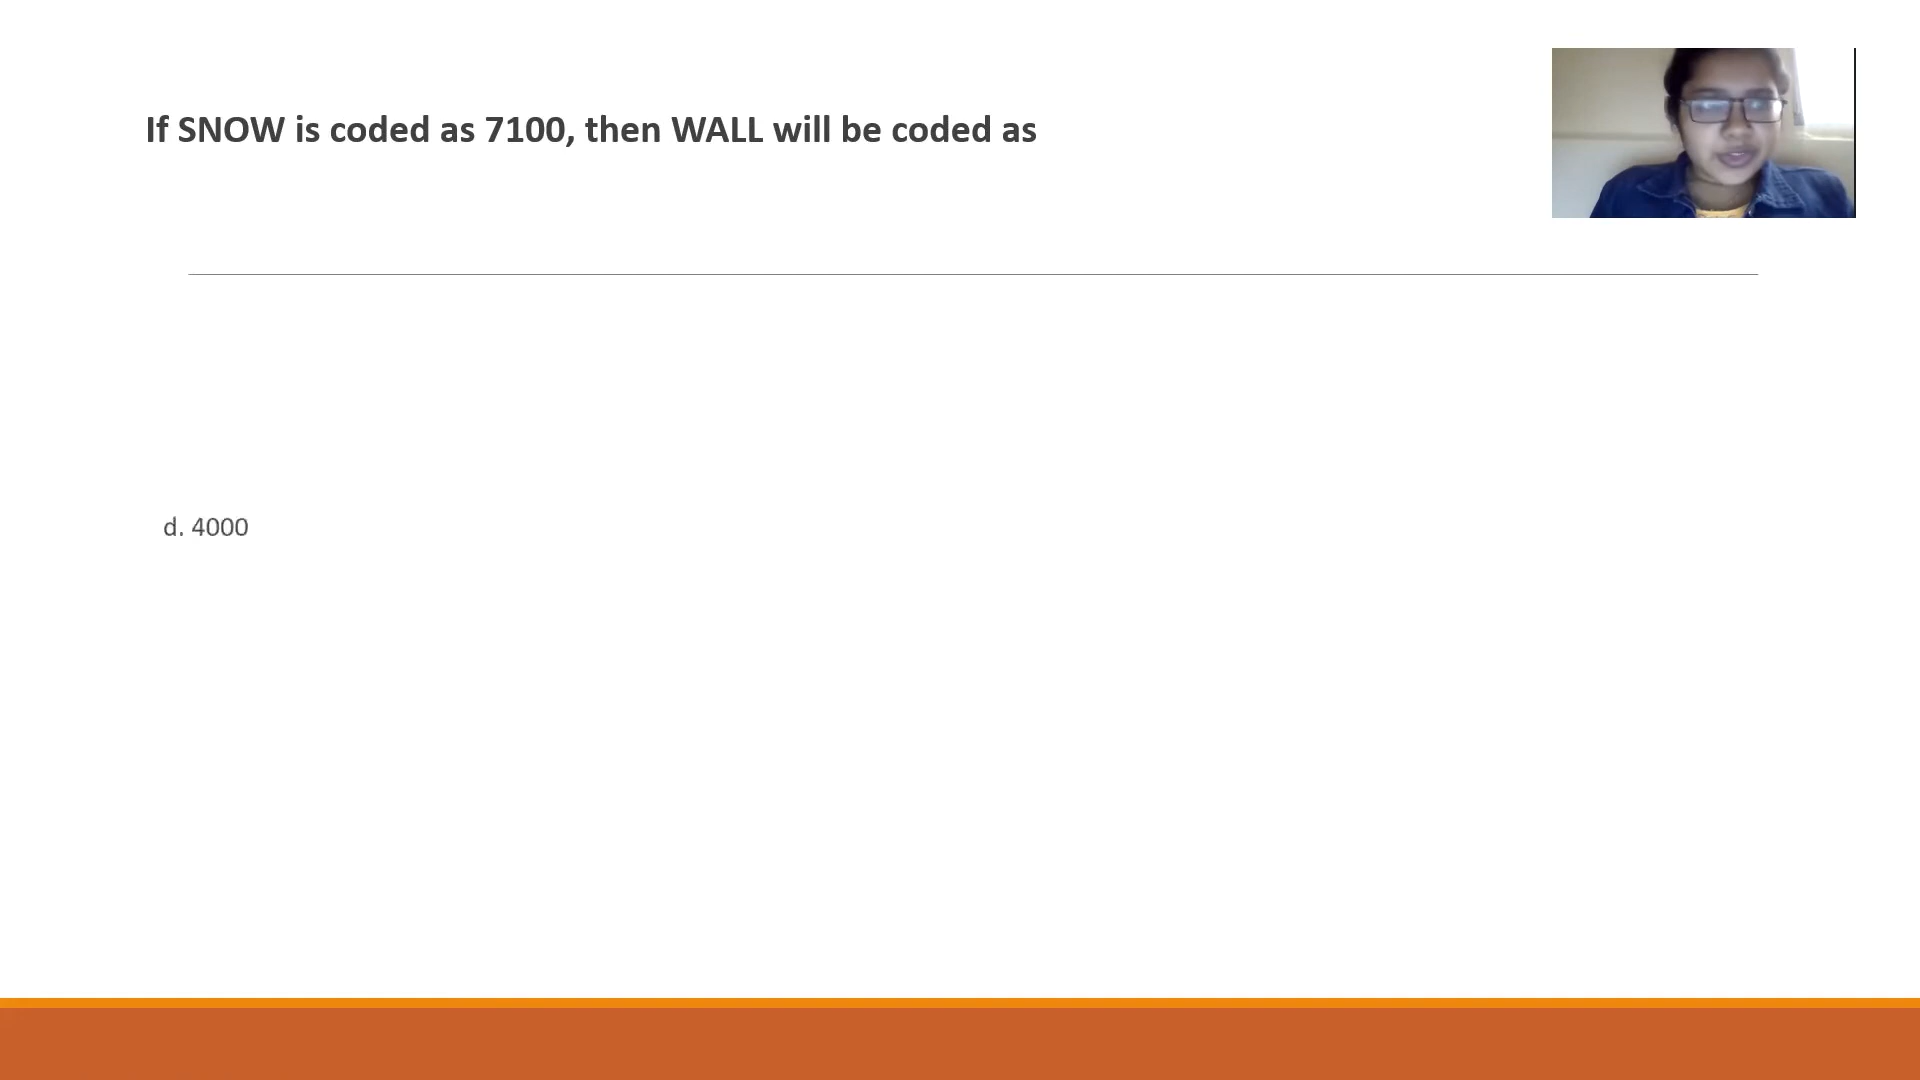 If SNOW is coded as 7100, then WALL will be coded as
d. 4000